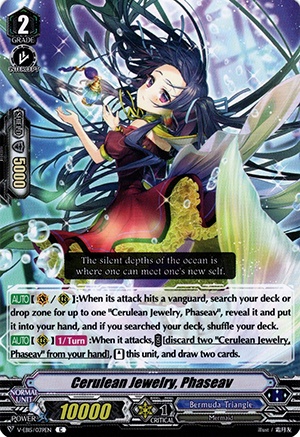 2
GRADE
INTERCEPT
SHIELD
5000
The silent depths of the ocean is
where one can meet one's new self.
AUTO [ / ]:When its attack hits a vanguard, search your deck or
drop zone for up to one "Cerulean Jewelry, Phaseav", reveal it and put
it into your hand, and if you searched your deck, shuffle your deck.
AUTO [ ] 1/Turn :When it attacks, [discard two "Cerulean Jewelry,
Phaseav" from your hand], this unit, and draw two cards.
NORMAL
UNIT
Cerulean Jewelry, Phaseav
POWER
10000
1
CRITICAL
Bermuda Triangle
Mermaid
V-EB15/039EN C